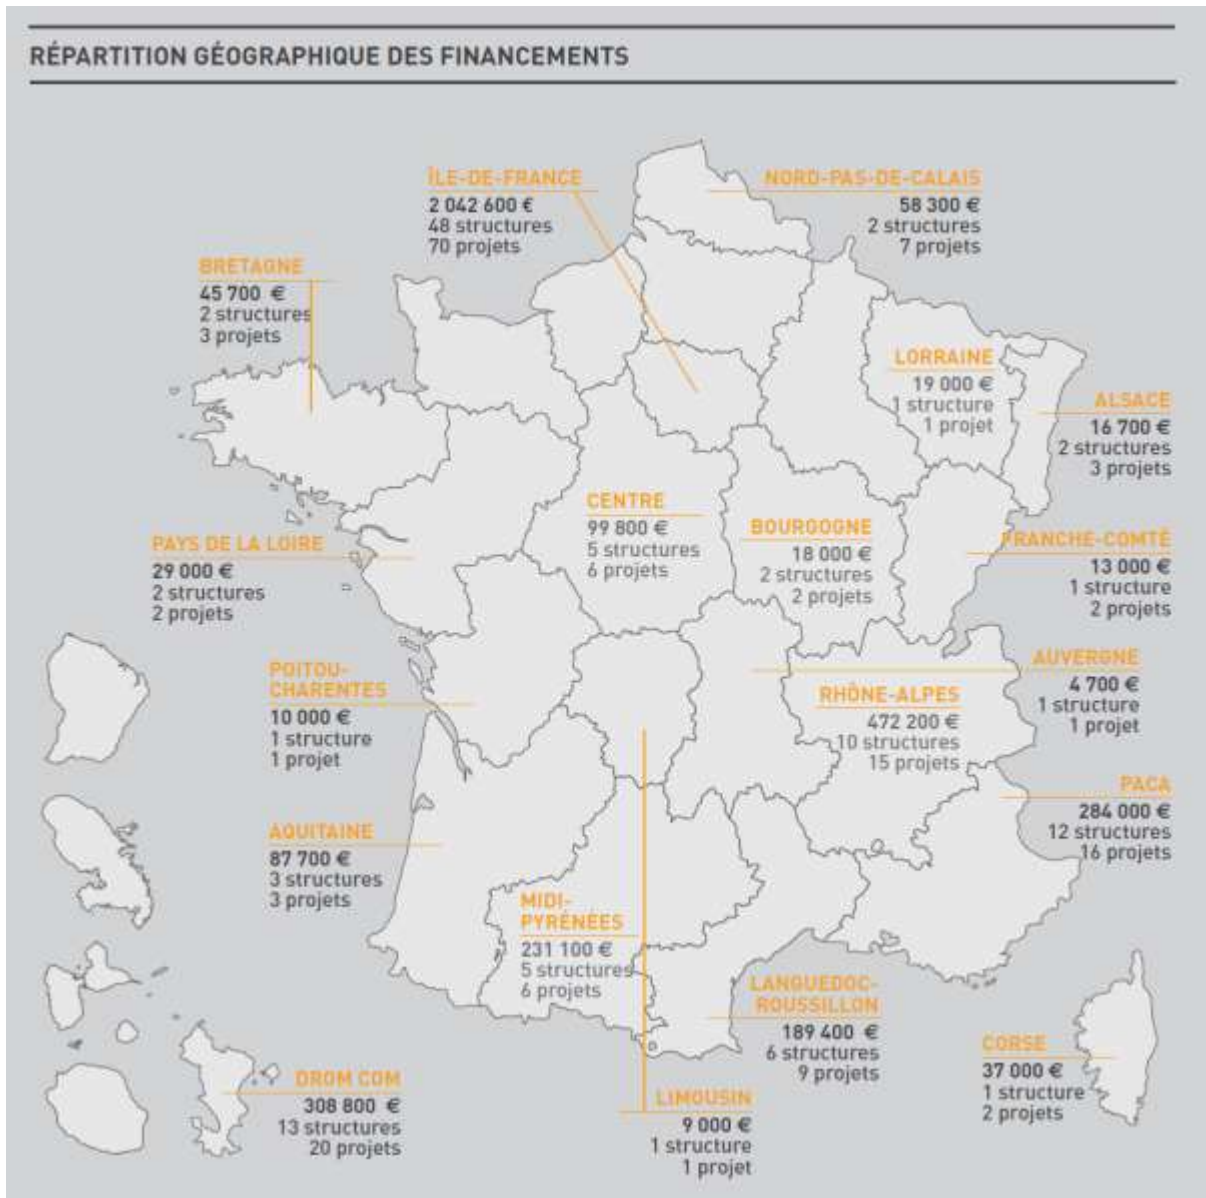 RÉPARTITION GÉOGRAPHIQUE DES FINANCEMENTS
ÎLE-DE-FRANCE
2 042 600 €
48 structures
70 projets
NORD-PAS-DE-CALAIS
58 300 €
2 structures
7 projets
BRETAGNE
45 700 €
2 structures
3 projets
LORRAINE
19 000 €
1 structure
1 projet
ALSACE
16 700 €
2 structures
3 projets
CENTRE
99 800 €
5 structures
6 projets
BOURGOGNE
18 000 €
2 structures
2 projets
FRANCHE-COMTÉ
13 000 €
1 structure
2 projets
PAYS DE LA LOIRE
29 000 €
2 structures
2 projets
POITOU-
CHARENTES
10 000 €
1 structure
1 projet
AUVERGNE
4 700 €
1 structure
1 projet
RHÔNE-ALPES
472 200 €
10 structures
15 projets
PACA
284 000 €
12 structures
16 projets
AQUITAINE
87 700 €
3 structures
3 projets
MIDI-
PYRÉNÉES
231 100 €
5 structures
6 projets
LANGUEDOC-
ROUSSILLON
189 400 €
6 structures
9 projets
CORSE
37 000 €
1 structure
2 projets
DROM COM
308 800 €
13 structures
20 projets
LIMOUSIN
9 000 €
1 structure
1 projet